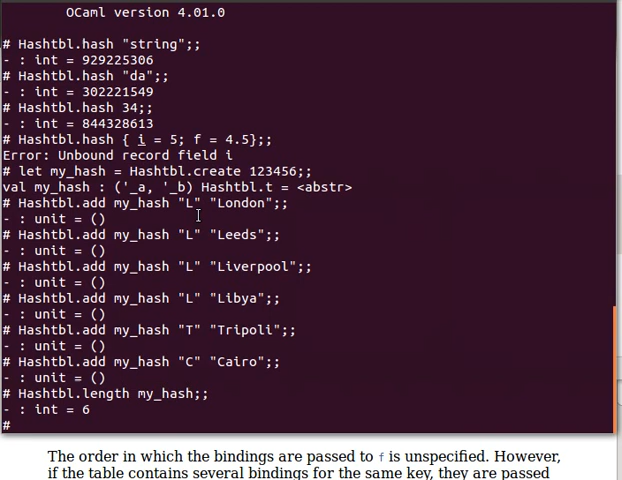 OCaml version 4.01.0
# Hashtbl.hash "string";;
- : int = 929225306
# Hashtbl.hash "da";;
- : int = 302221549
# Hashtbl.hash 34;;
- : int = 844328613
# Hashtbl.hash { i = 5; f = 4.5};;
Error: Unbound record field i
# let my_hash = Hashtbl.create 123456;;
val my_hash : ('_a, '_b) Hashtbl.t = <abstr>
# Hashtbl.add my_hash "L" "London";;
- : unit = ()
# Hashtbl.add my_hash "L" "Leeds";;
- : unit = ()
# Hashtbl.add my_hash "L" "Liverpool";;
- : unit = ()
# Hashtbl.add my_hash "L" "Libya";;
- : unit = ()
# Hashtbl.add my_hash "T" "Tripoli";;
- : unit = ()
# Hashtbl.add my_hash "C" "Cairo";;
- : unit = ()
# Hashtbl.length my_hash;;
- : int = 6
#
The order in which the bindings are passed to f is unspecified. However,
if the table contains several bindings for the same key, they are passed